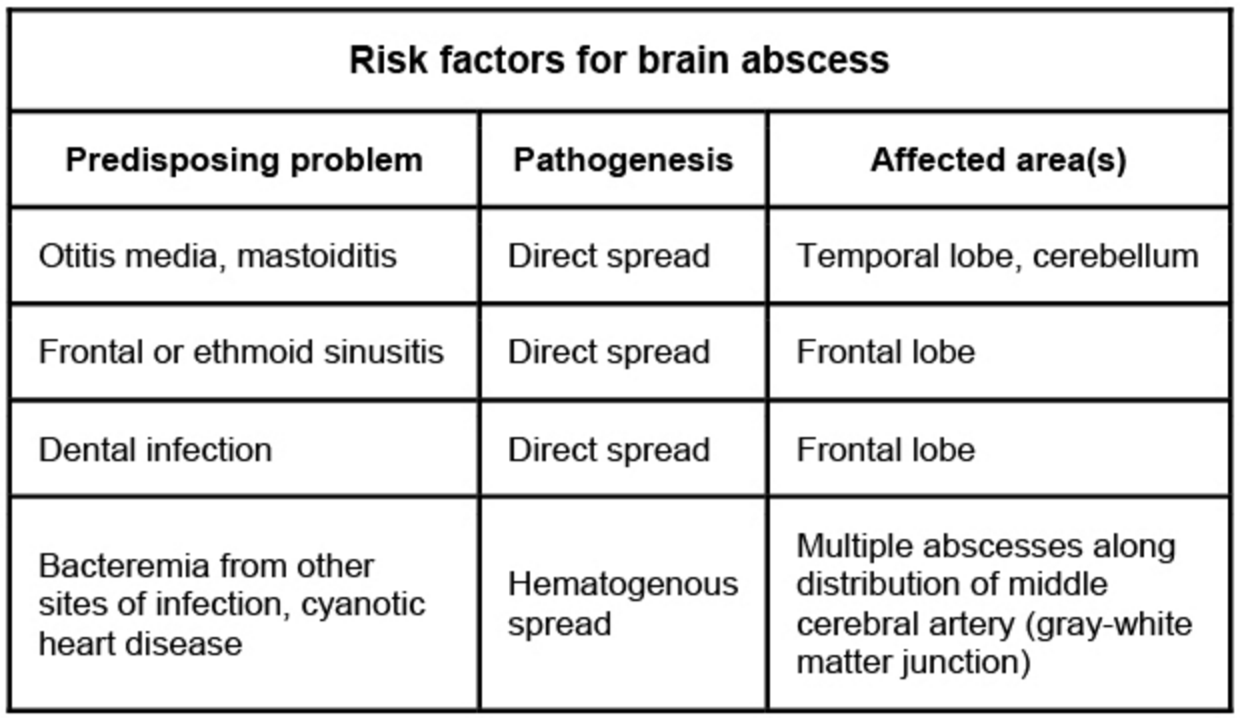 Risk factors for brain abscess
Predisposing problem
Pathogenesis
Affected area(s)
Otitis media, mastoiditis
Direct spread
Temporal lobe, cerebellum
Frontal or ethmoid sinusitis
Direct spread
Frontal lobe
Dental infection
Direct spread
Frontal lobe
Bacteremia from other
sites of infection, cyanotic
heart disease
Hematogenous
spread
Multiple abscesses along
distribution of middle
cerebral artery (gray-white
matter junction)